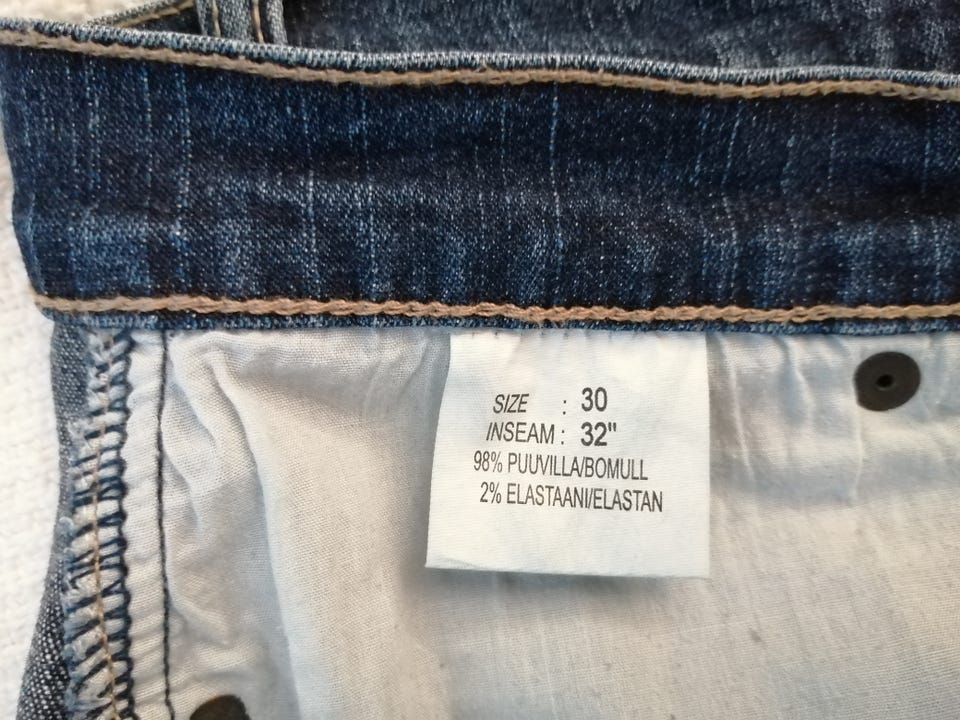 SIZE : 30
INSEAM : 32"
98% PUUVILLA/BOMULL
2% ELASTAANI/ELASTAN